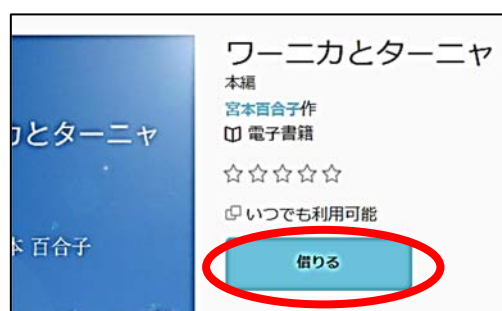 ワーニカとターニャ
本編
宮本百合子作
電子書籍
いつでも利用可能
借りる
カとターニャ
本 百合子